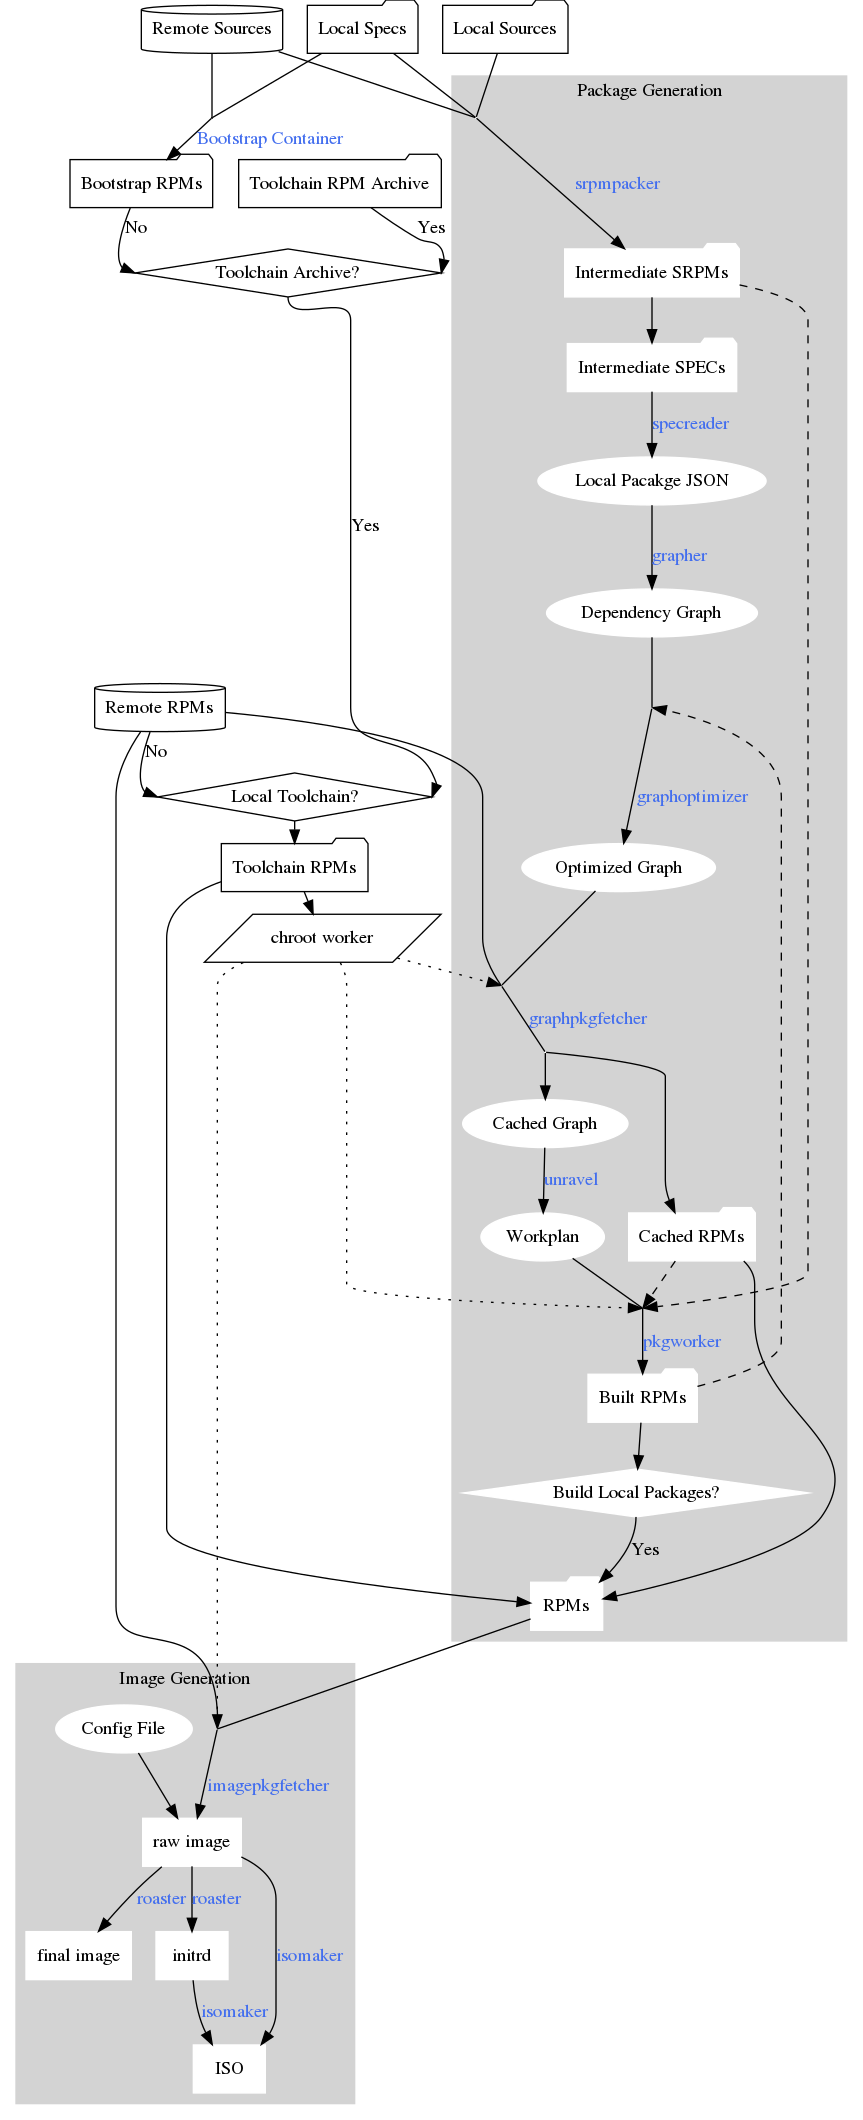 Remote Sources
Local Specs
Local Sources
Package Generation
Bootstrap Container
srpmpacker
Bootstrap RPMs
Toolchain RPM Archive
No
Yes
Toolchain Archive?
Intermediate SRPMs
Intermediate SPECs
specreader
Local Pacakge JSON
Yes
grapher
Dependency Graph
Remote RPMs
No
Local Toolchain?
graphoptimizer
Toolchain RPMs
Optimized Graph
chroot worker
graphpkgfetcher
Cached Graph
unravel
Workplan
Cached RPMs
pkgworker
Built RPMs
Build Local Packages?
Yes
RPMs
Image Generation
Config File
imagepkgfetcher
raw image
roaster
roaster
final image
initrd
isomaker
isomaker
ISO